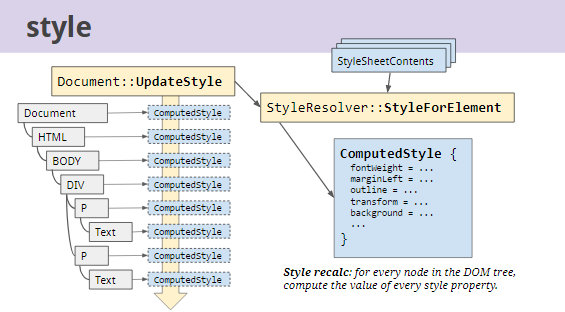 style
StyleSheetContents
Document::UpdateStyle
StyleResolver::StyleForElement
Document
ComputedStyle
HTML
ComputedStyle
BODY
ComputedStyle
DIV
ComputedStyle
P
ComputedStyle
Text
ComputedStyle
P
ComputedStyle
Text
ComputedStyle
ComputedStyle {
fontWeight = ...
marginLeft = ...
outline = ...
transform = ...
background = ...
...
}
Style recalc: for every node in the DOM tree,
compute the value of every style property.